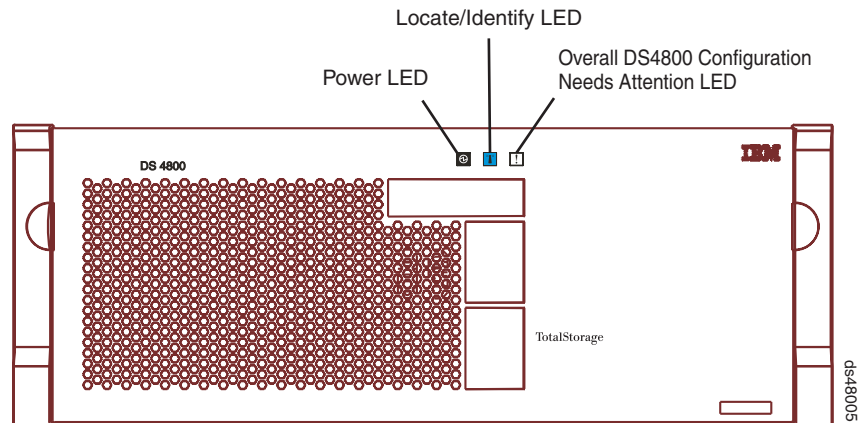 Locate/Identify LED
Power LED
Overall DS4800 Configuration
Needs Attention LED
DS 4800
IBM
TotalStorage
ds48005